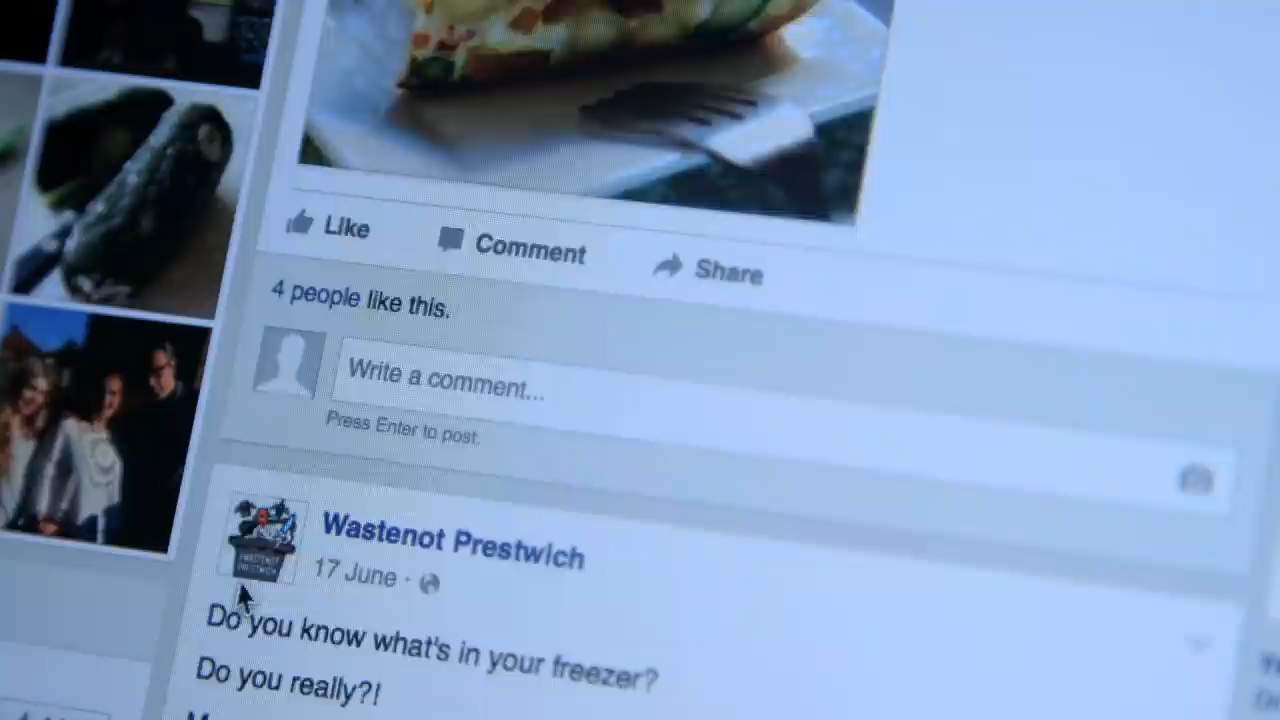 Like Comment Share
4 people like this.
Write a comment...
Press Enter to post.
Wastenot Prestwich
17 June ·
Do you know what's in your freezer?
Do you really?!